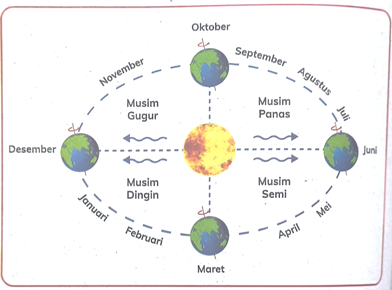 Oktober
November
September
Agustus
Musim
Gugur
Musim
Panas
Juli
Desember
Juni
Musim
Dingin
Musim
Semi
Januari
Februari
Mei
April
Maret